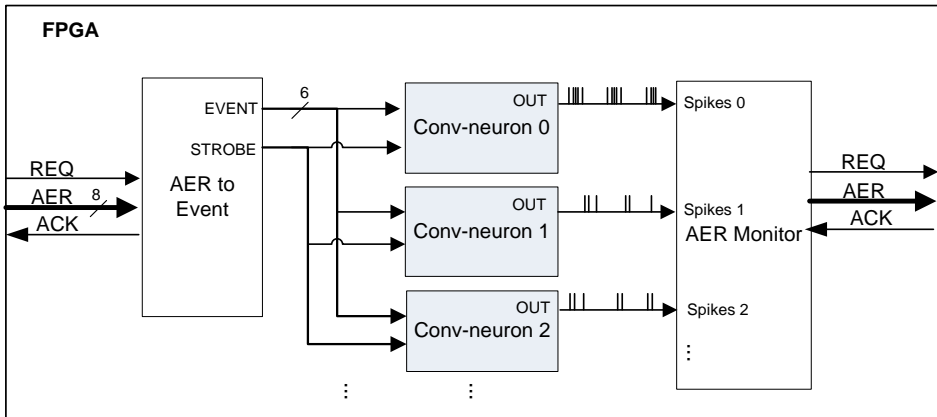 FPGA
REQ
AER
8
ACK
EVENT
STROBE
AER to
Event
6
OUT
Conv-neuron 0
OUT
Conv-neuron 1
OUT
Conv-neuron 2
⋮
⋮
Spikes 0
Spikes 1
AER Monitor
Spikes 2
⋮
REQ
AER
ACK